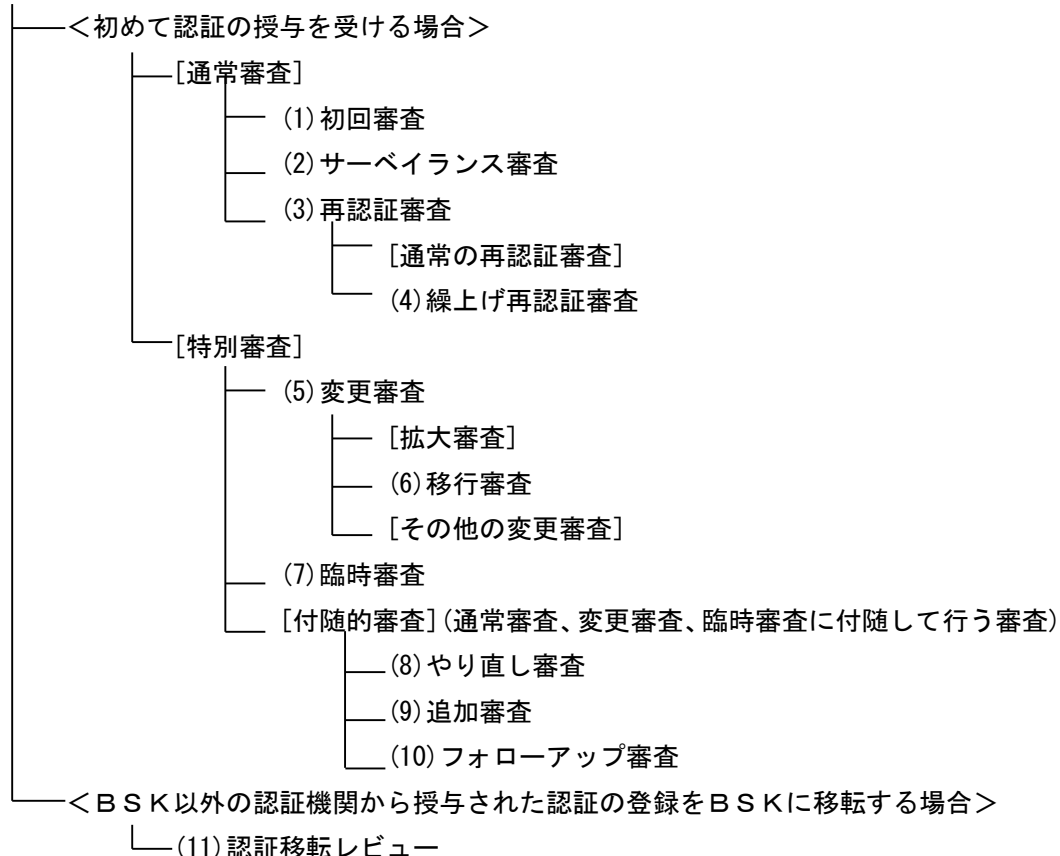 ＜初めて認証の授与を受ける場合＞
[通常審査]
(1)初回審査
(2)サーベイランス審査
(3)再認証審査
[通常の再認証審査]
(4)繰上げ再認証審査
[特別審査]
(5)変更審査
[拡大審査]
(6)移行審査
[その他の変更審査]
(7)臨時審査
[付随的審査](通常審査、変更審査、臨時審査に付随して行う審査)
(8)やり直し審査
(9)追加審査
(10)フォローアップ審査
＜ＢＳＫ以外の認証機関から授与された認証の登録をＢＳＫに移転する場合＞
(11)認証移転レビュー